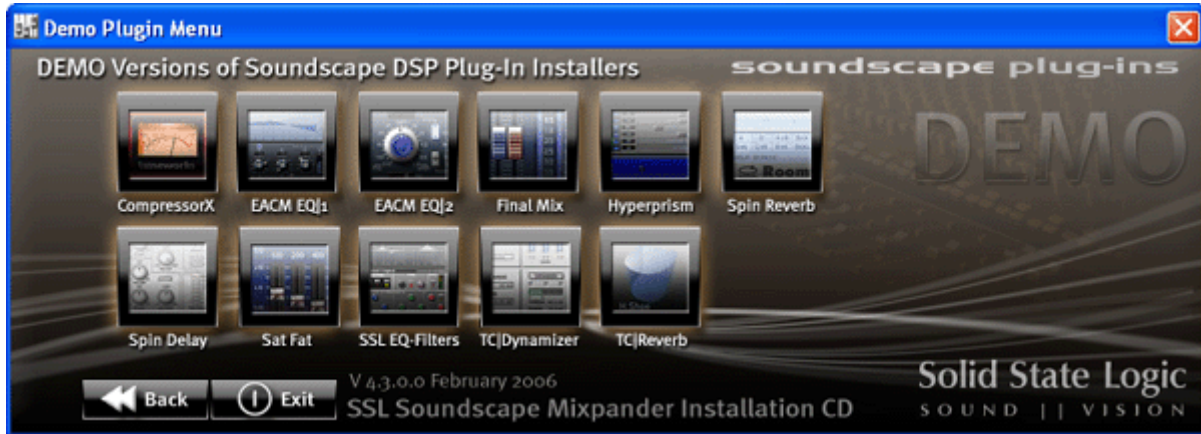 Demo Plugin Menu
DEMO Versions of Soundscape DSP Plug-In Installers
soundscape plug-ins
DEMO
CompressorX
EACM EQ|1
EACM EQ|2
Final Mix
Hyperprism
Spin Reverb
Room
Spin Delay
Sat Fat
SSL EQ-Filters
TC|Dynamizer
TC|Reverb
Back
Exit
V 4.3.0.0 February 2006
SSL Soundscape Mixpander Installation CD
Solid State Logic
SOUND || VISION